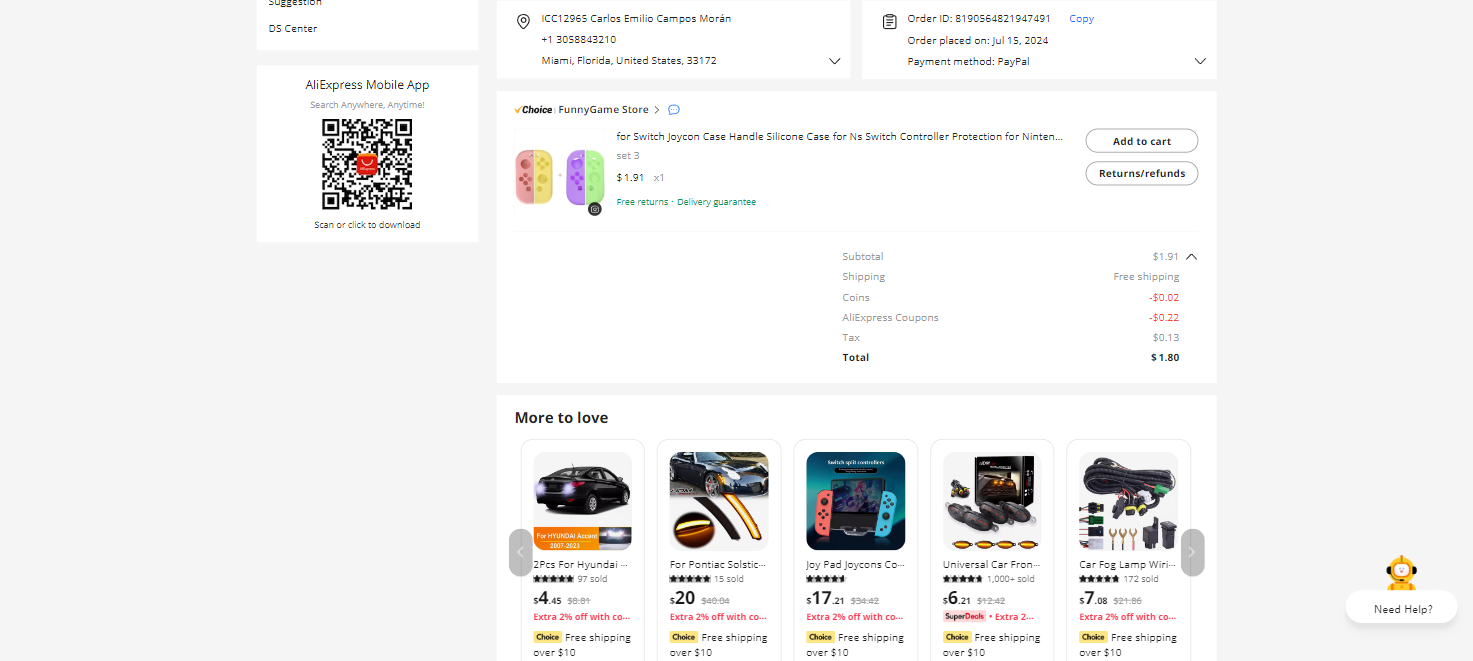 Suggestion
DS Center
AliExpress Mobile App
Search Anywhere, Anytime!
Scan or click to download
ICC12965 Carlos Emilio Campos Morán
+1 3058843210
Miami, Florida, United States, 33172
Order ID: 8190564821947491 Copy
Order placed on: Jul 15, 2024
Payment method: PayPal
Choice FunnyGame Store
for Switch Joycon Case Handle Silicone Case for Ns Switch Controller Protection for Ninten...
set 3
$1.91 x1
Free returns · Delivery guarantee
Add to cart
Returns/refunds
Subtotal $1.91
Shipping Free shipping
Coins -$0.02
AliExpress Coupons -$0.22
Tax $0.13
Total $1.80
More to love
For HYUNDAI Accent
2007-2023
2Pcs For Hyundai ...
97 sold
$4.45 $8.81
Extra 2% off with co...
Choice Free shipping
over $10
For Pontiac Solstic...
15 sold
$20 $40.04
Extra 2% off with co...
Choice Free shipping
over $10
Switch split controllers
Joy Pad Joycons Co...
$17.21 $34.42
Extra 2% off with co...
Choice Free shipping
over $10
Universal Car Fron...
1,000+ sold
$6.21 $12.42
SuperDeals • Extra 2...
Choice Free shipping
over $10
Car Fog Lamp Wiri...
172 sold
$7.08 $21.86
Extra 2% off with co...
Choice Free shipping
over $10
Need Help?